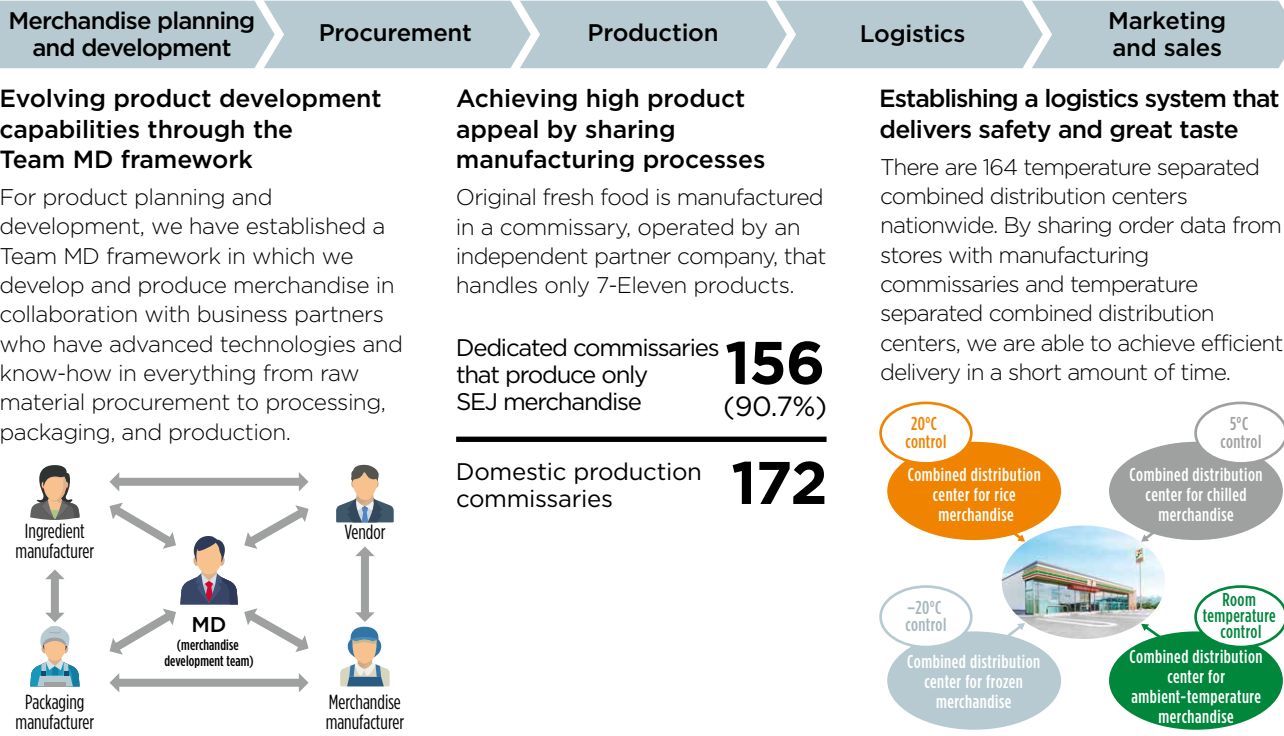 Merchandise planning
and development
Procurement
Production
Logistics
Marketing
and sales
Evolving product development
capabilities through the
Team MD framework
For product planning and
development, we have established a
Team MD framework in which we
develop and produce merchandise in
collaboration with business partners
who have advanced technologies and
know-how in everything from raw
material procurement to processing,
packaging, and production.
Ingredient
manufacturer
Vendor
MD
(merchandise
development team)
Packaging
manufacturer
Merchandise
manufacturer
Achieving high product
appeal by sharing
manufacturing processes
Original fresh food is manufactured
in a commissary, operated by an
independent partner company, that
handles only 7-Eleven products.
Dedicated commissaries
that produce only
SEJ merchandise
156
(90.7%)
Domestic production
commissaries
172
Establishing a logistics system that
delivers safety and great taste
There are 164 temperature separated
combined distribution centers
nationwide. By sharing order data from
stores with manufacturing
commissaries and temperature
separated combined distribution
centers, we are able to achieve efficient
delivery in a short amount of time.
20°C
control
Combined distribution
center for rice
merchandise
5°C
control
Combined distribution
center for chilled
merchandise
−20°C
control
Combined distribution
center for frozen
merchandise
Room
temperature
control
Combined distribution
center for
ambient-temperature
merchandise